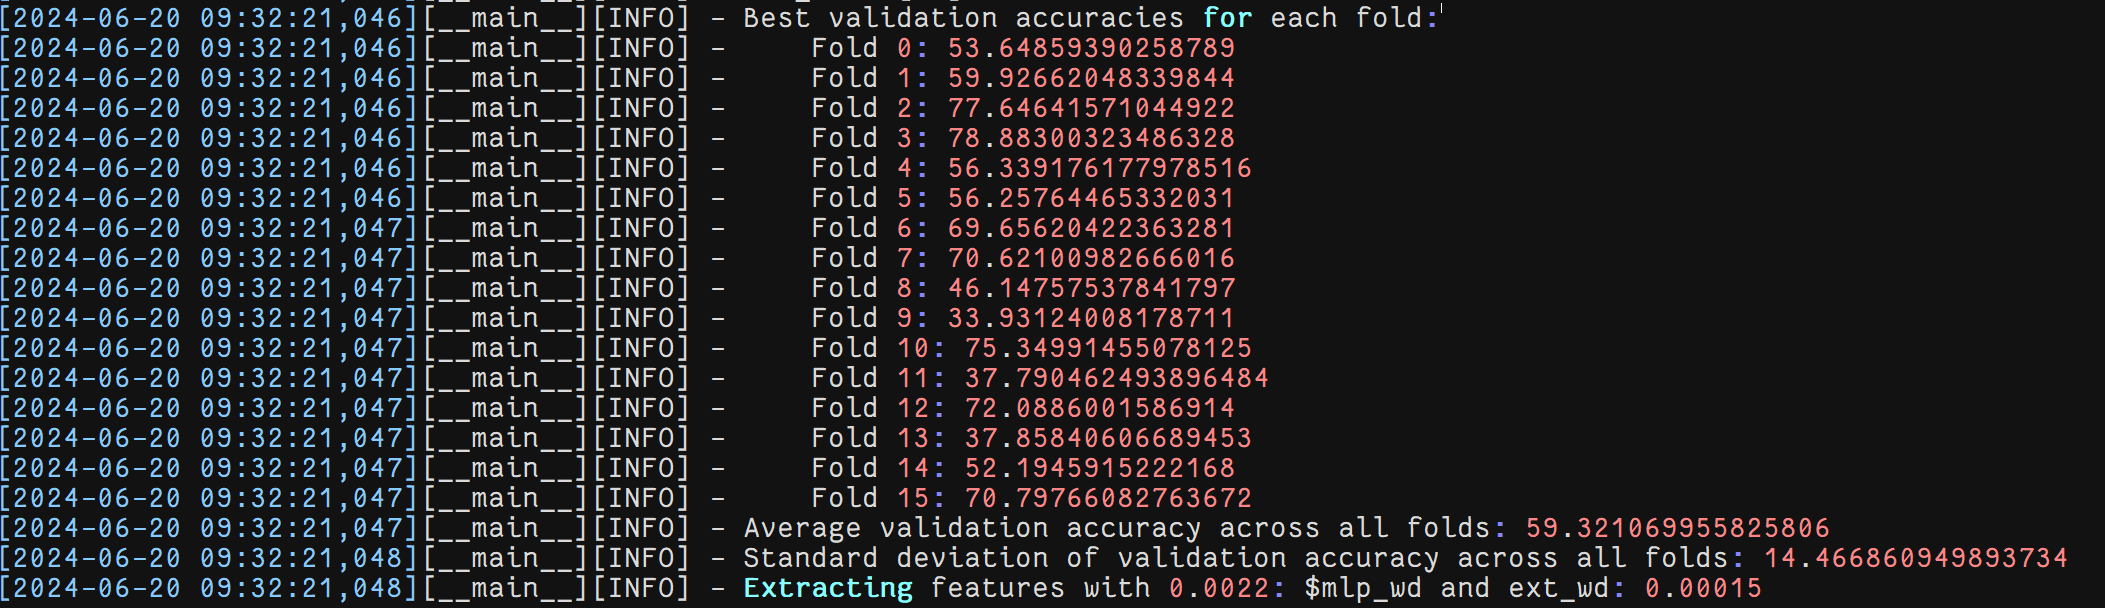 [2024-06-20 09:32:21,046][__main__][INFO] - Best validation accuracies for each fold:
[2024-06-20 09:32:21,046][__main__][INFO] -     Fold 0: 53.64859390258789
[2024-06-20 09:32:21,046][__main__][INFO] -     Fold 1: 59.92662048339844
[2024-06-20 09:32:21,046][__main__][INFO] -     Fold 2: 77.64641571044922
[2024-06-20 09:32:21,046][__main__][INFO] -     Fold 3: 78.88300323486328
[2024-06-20 09:32:21,046][__main__][INFO] -     Fold 4: 56.339176177978516
[2024-06-20 09:32:21,046][__main__][INFO] -     Fold 5: 56.25764465332031
[2024-06-20 09:32:21,047][__main__][INFO] -     Fold 6: 69.65620422363281
[2024-06-20 09:32:21,047][__main__][INFO] -     Fold 7: 70.62100982666016
[2024-06-20 09:32:21,047][__main__][INFO] -     Fold 8: 46.14757537841797
[2024-06-20 09:32:21,047][__main__][INFO] -     Fold 9: 33.93124008178711
[2024-06-20 09:32:21,047][__main__][INFO] -     Fold 10: 75.34991455078125
[2024-06-20 09:32:21,047][__main__][INFO] -     Fold 11: 37.790462493896484
[2024-06-20 09:32:21,047][__main__][INFO] -     Fold 12: 72.0886001586914
[2024-06-20 09:32:21,047][__main__][INFO] -     Fold 13: 37.85840606689453
[2024-06-20 09:32:21,047][__main__][INFO] -     Fold 14: 52.1945915222168
[2024-06-20 09:32:21,047][__main__][INFO] -     Fold 15: 70.79766082763672
[2024-06-20 09:32:21,047][__main__][INFO] - Average validation accuracy across all folds: 59.321069955825806
[2024-06-20 09:32:21,048][__main__][INFO] - Standard deviation of validation accuracy across all folds: 14.466860949893734
[2024-06-20 09:32:21,048][__main__][INFO] - Extracting features with 0.0022: $mlp_wd and ext_wd: 0.00015